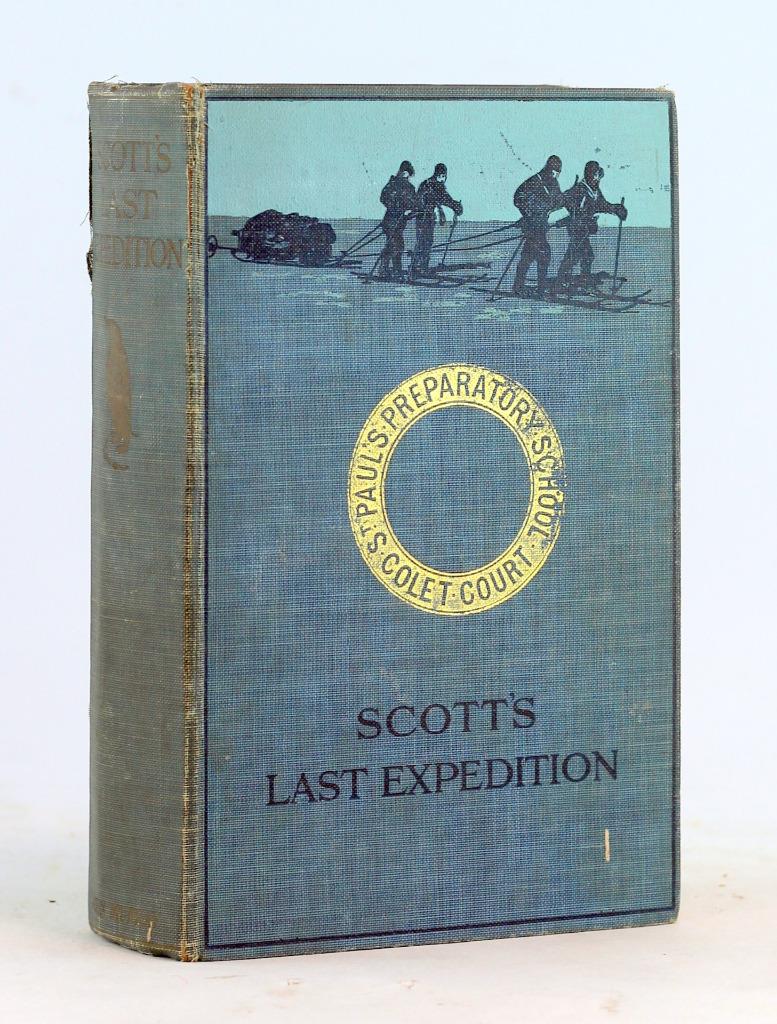 SCOTT'S
LAST
EXPEDITION
ST PAUL'S PREPARATORY SCHOOL
COLET COURT
SCOTT'S
LAST EXPEDITION